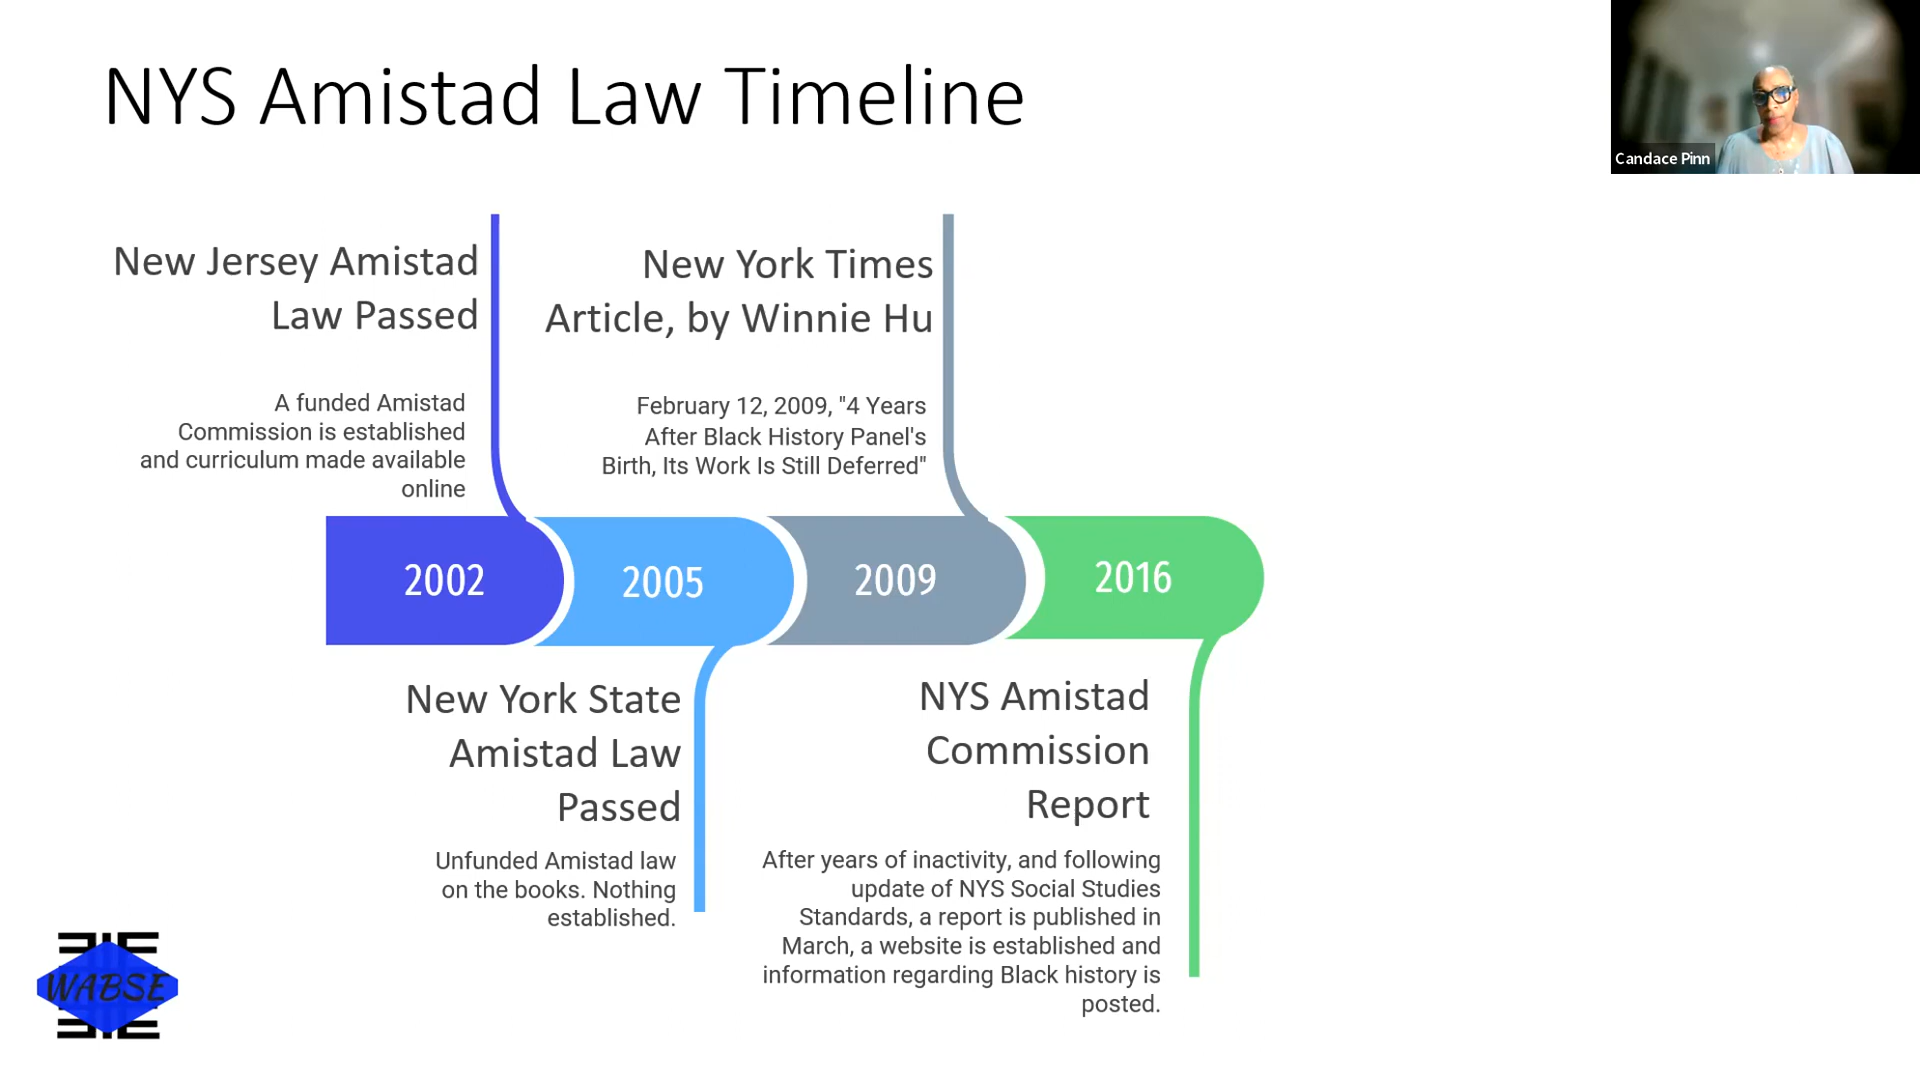 NYS Amistad Law Timeline
Candace Pinn
New Jersey Amistad
Law Passed
A funded Amistad
Commission is established
and curriculum made available
online
New York Times
Article, by Winnie Hu
February 12, 2009, "4 Years
After Black History Panel's
Birth, Its Work Is Still Deferred"
2002
2005
2009
2016
New York State
Amistad Law
Passed
Unfunded Amistad law
on the books. Nothing
established.
NYS Amistad
Commission
Report
After years of inactivity, and following
update of NYS Social Studies
Standards, a report is published in
March, a website is established and
information regarding Black history is
posted.
WABSE